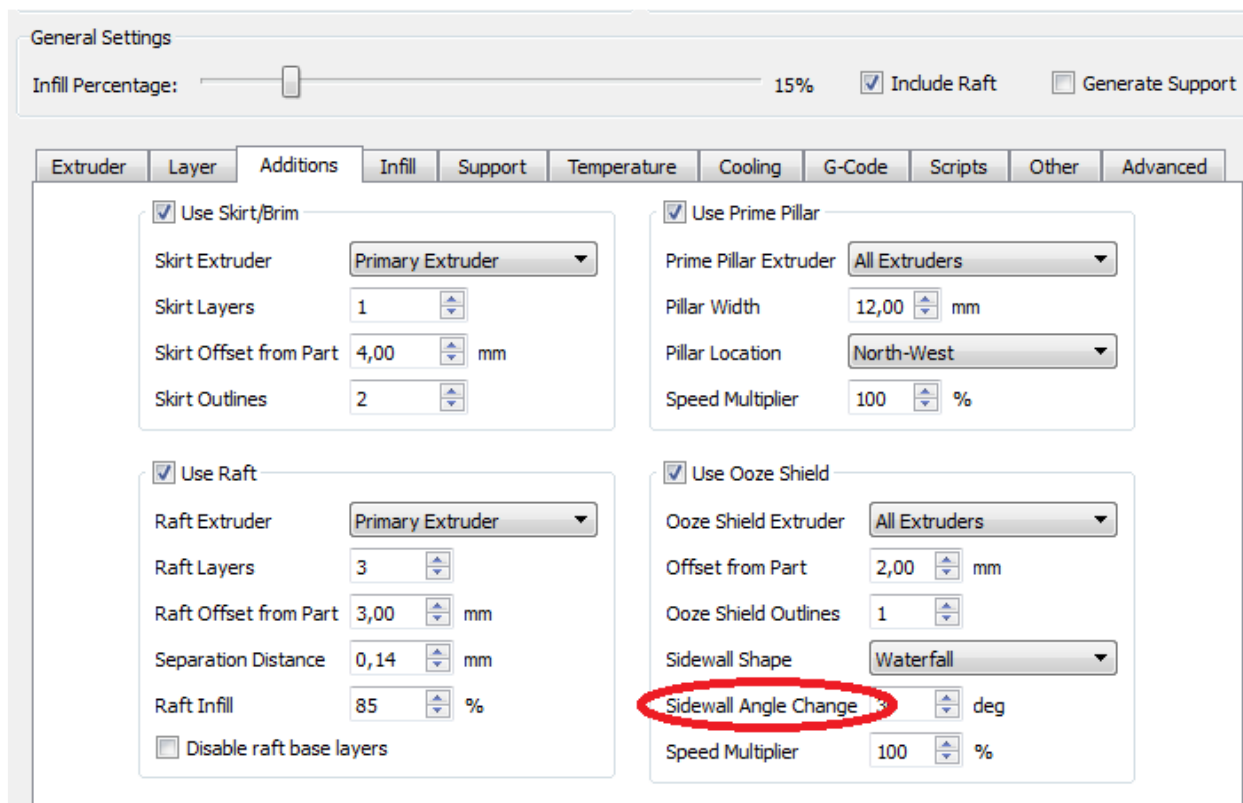 General Settings
Infill Percentage: 15% Include Raft Generate Support
Extruder Layer Additions Infill Support Temperature Cooling G-Code Scripts Other Advanced
Use Skirt/Brim
Skirt Extruder Primary Extruder
Skirt Layers 1
Skirt Offset from Part 4,00 mm
Skirt Outlines 2
Use Prime Pillar
Prime Pillar Extruder All Extruders
Pillar Width 12,00 mm
Pillar Location North-West
Speed Multiplier 100 %
Use Raft
Raft Extruder Primary Extruder
Raft Layers 3
Raft Offset from Part 3,00 mm
Separation Distance 0,14 mm
Raft Infill 85 %
Disable raft base layers
Use Ooze Shield
Ooze Shield Extruder All Extruders
Offset from Part 2,00 mm
Ooze Shield Outlines 1
Sidewall Shape Waterfall
Sidewall Angle Change deg
Speed Multiplier 100 %